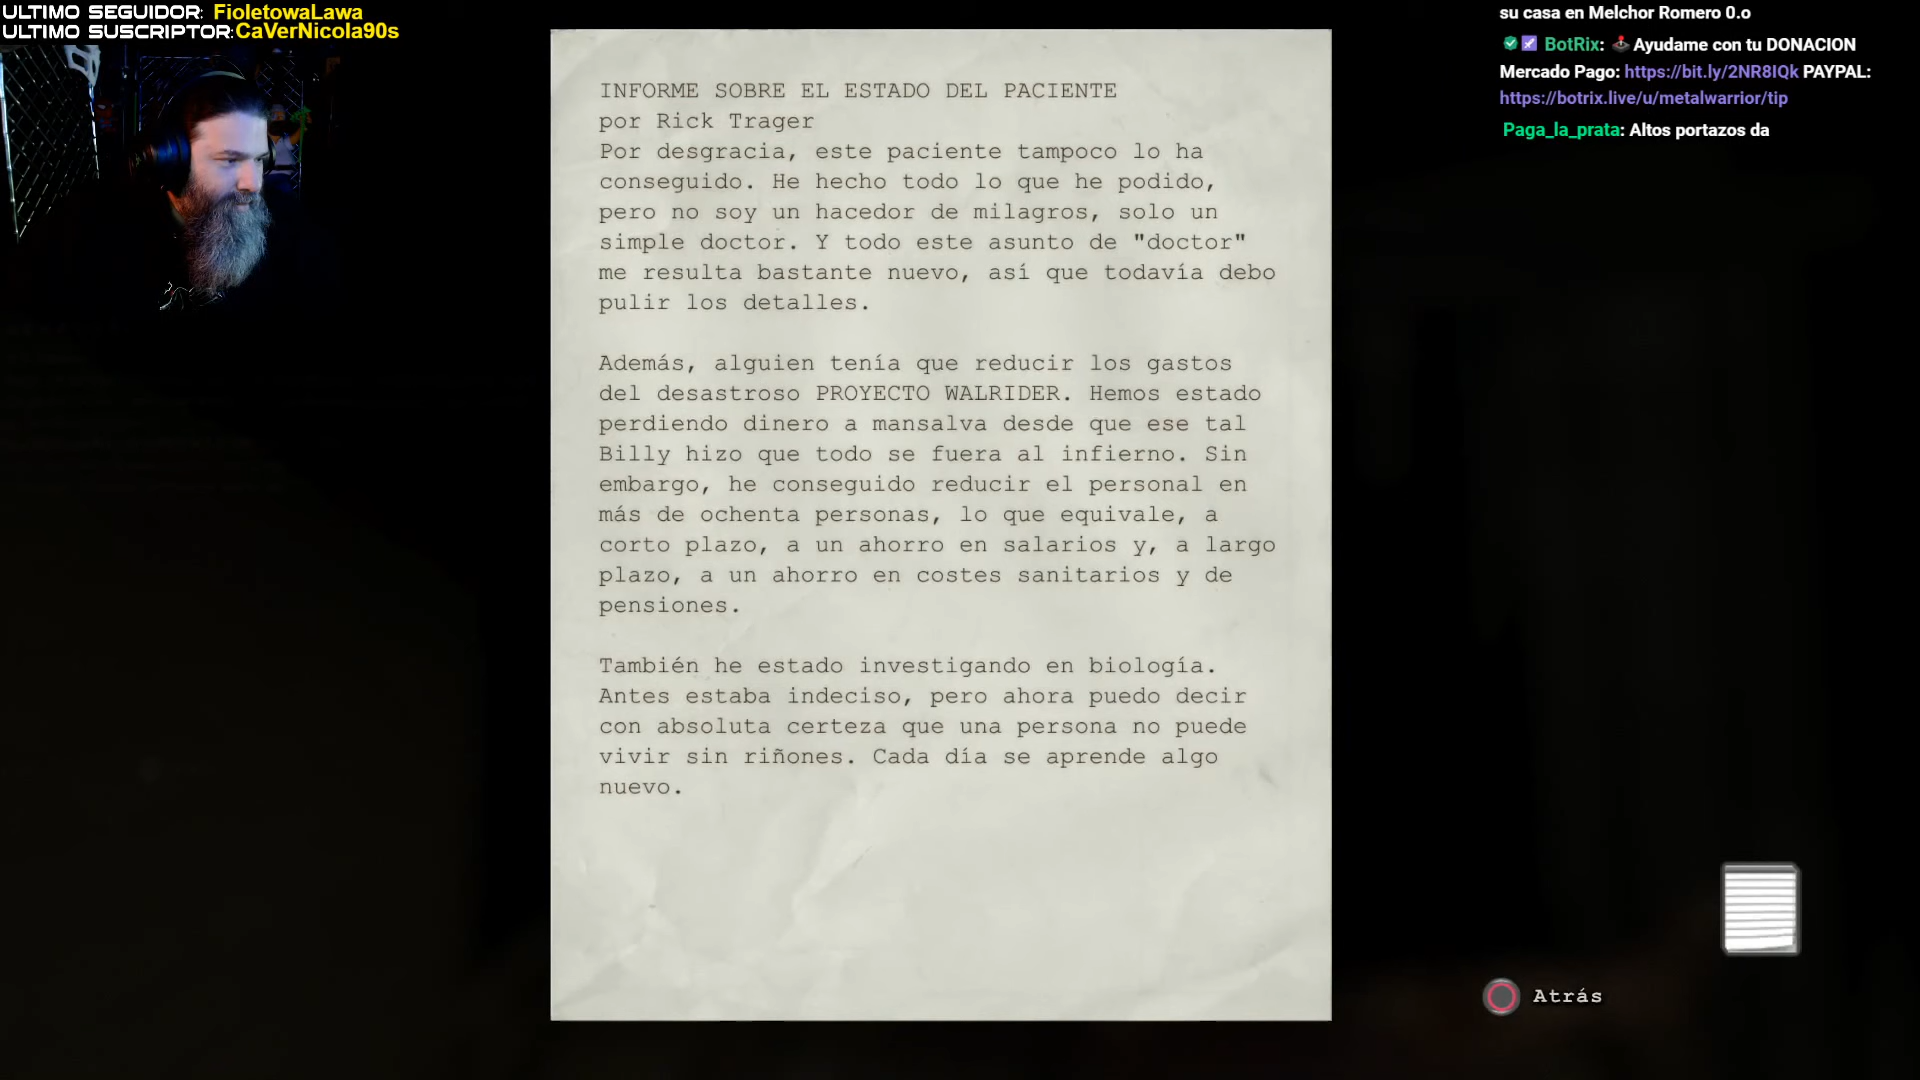 ULTIMO SEGUIDOR: FioletowaLawa
ULTIMO SUSCRIPTOR:CaVerNicola90s
INFORME SOBRE EL ESTADO DEL PACIENTE
por Rick Trager
Por desgracia, este paciente tampoco lo ha
conseguido. He hecho todo lo que he podido,
pero no soy un hacedor de milagros, solo un
simple doctor. Y todo este asunto de "doctor"
me resulta bastante nuevo, así que todavía debo
pulir los detalles.
Además, alguien tenía que reducir los gastos
del desastroso PROYECTO WALRIDER. Hemos estado
perdiendo dinero a mansalva desde que ese tal
Billy hizo que todo se fuera al infierno. Sin
embargo, he conseguido reducir el personal en
más de ochenta personas, lo que equivale, a
corto plazo, a un ahorro en salarios y, a largo
plazo, a un ahorro en costes sanitarios y de
pensiones.
También he estado investigando en biología.
Antes estaba indeciso, pero ahora puedo decir
con absoluta certeza que una persona no puede
vivir sin riñones. Cada día se aprende algo
nuevo.
su casa en Melchor Romero 0.o
BotRix: Ayudame con tu DONACION
Mercado Pago: https://bit.ly/2NR8IQk PAYPAL:
https://botrix.live/u/metalwarrior/tip
Paga_la_prata: Altos portazos da
Atrás